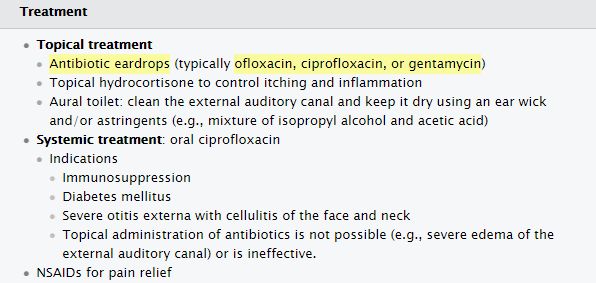 Treatment
Topical treatment
Antibiotic eardrops (typically ofloxacin, ciprofloxacin, or gentamycin)
Topical hydrocortisone to control itching and inflammation
Aural toilet: clean the external auditory canal and keep it dry using an ear wick
and/or astringents (e.g., mixture of isopropyl alcohol and acetic acid)
Systemic treatment: oral ciprofloxacin
Indications
Immunosuppression
Diabetes mellitus
Severe otitis externa with cellulitis of the face and neck
Topical administration of antibiotics is not possible (e.g., severe edema of the
external auditory canal) or is ineffective.
NSAIDs for pain relief